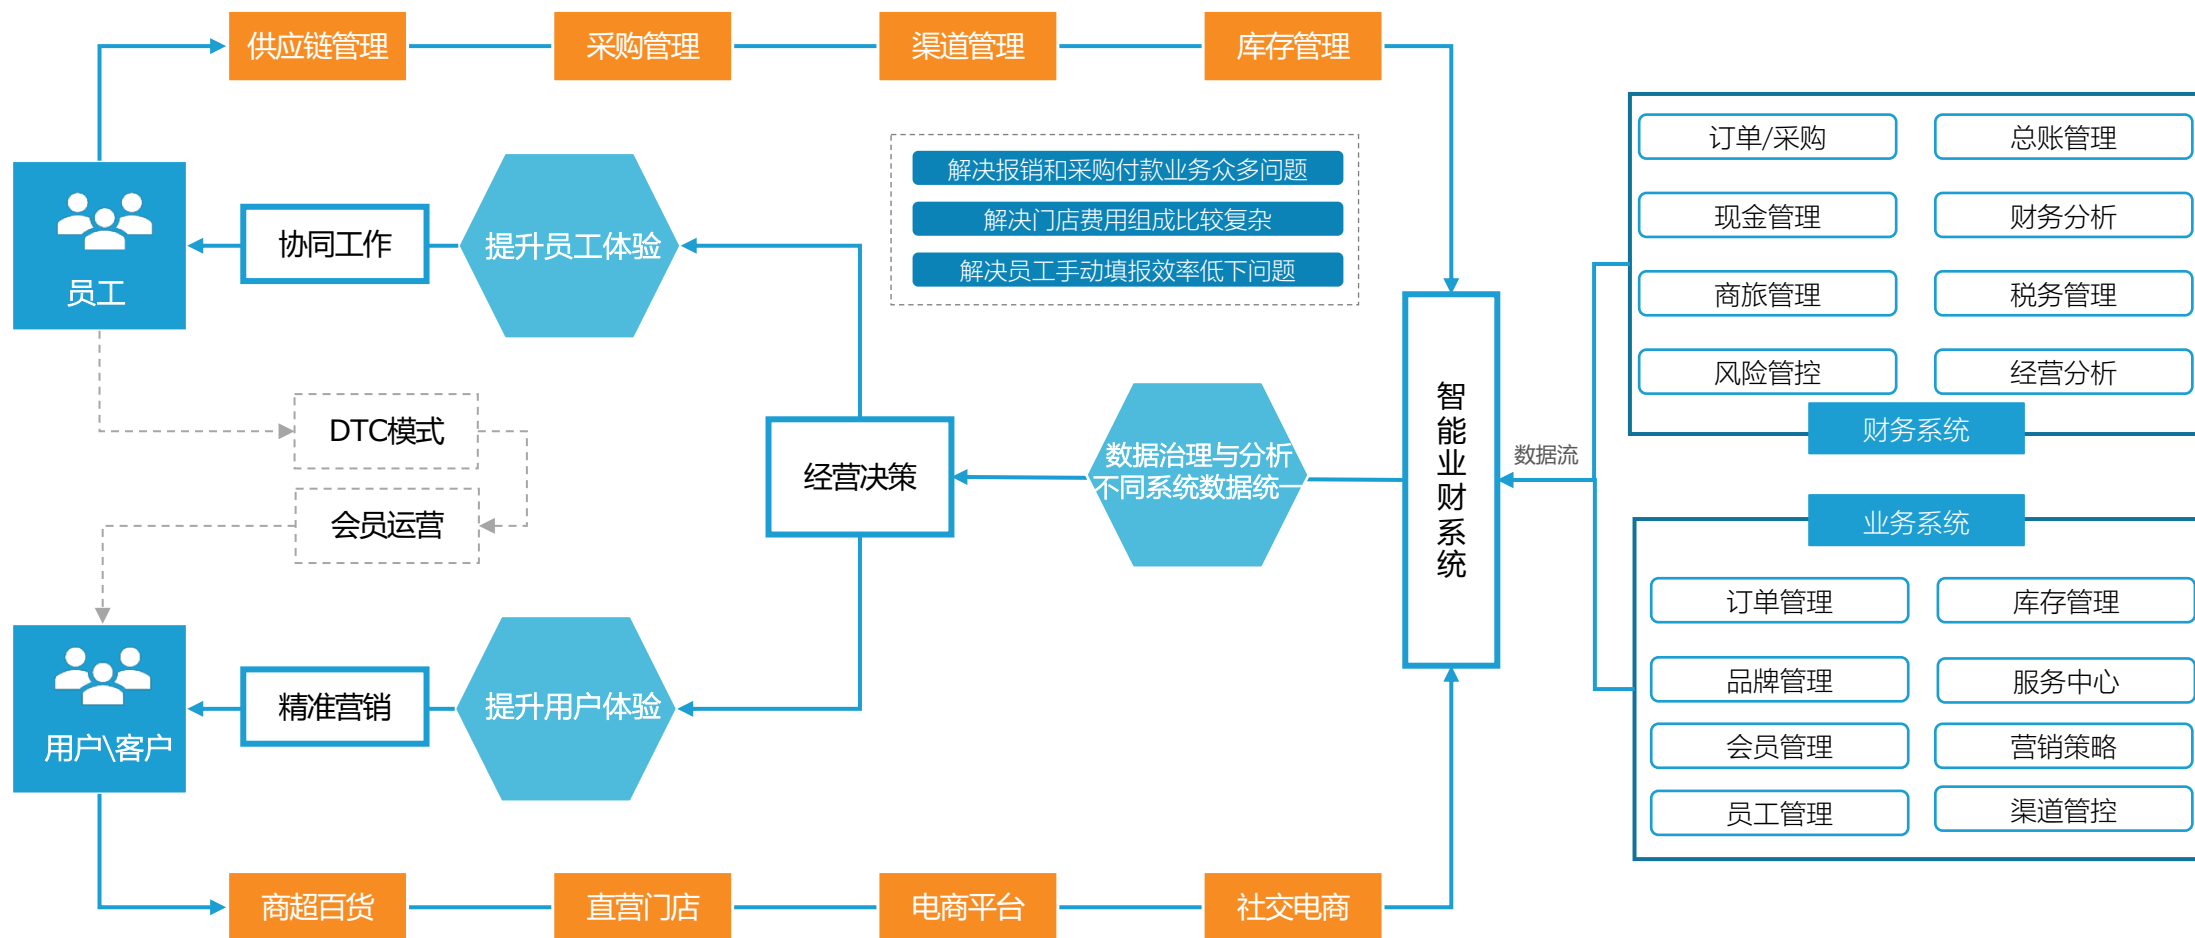 供应链管理
采购管理
渠道管理
库存管理
订单/采购
总账管理
解决报销和采购付款业务众多问题
现金管理
财务分析
解决门店费用组成比较复杂
协同工作
提升员工体验
解决员工手动填报效率低下问题
员工
商旅管理
税务管理
风险管控
经营分析
DTC模式
财务系统
智能业财系统
数据治理与分析
不同系统数据统一
数据流
经营决策
会员运营
业务系统
订单管理
库存管理
品牌管理
服务中心
精准营销
提升用户体验
用户\客户
会员管理
营销策略
员工管理
渠道管控
商超百货
直营门店
电商平台
社交电商